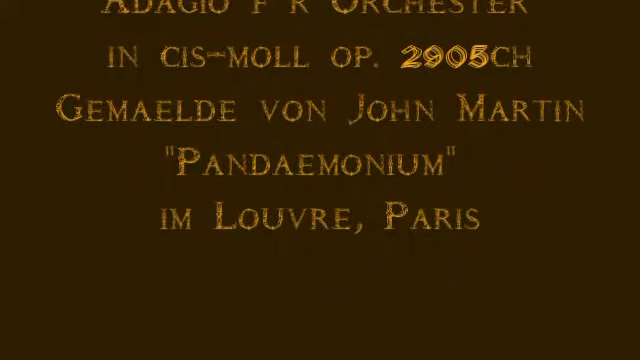 Adagio f r Orchester
in cis-moll op. 2905ch
Gemaelde von John Martin
"Pandaemonium"
im Louvre, Paris